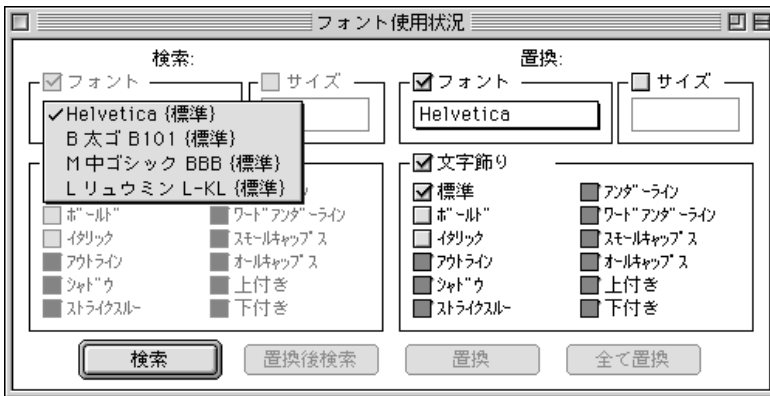 フォント使用状況
検索:
フォント
サイズ
✓Helvetica {標準}
B 太ゴ B101 {標準}
M 中ゴシック BBB {標準}
L リュウミン L-KL {標準}
ボールド
ワードアンダーライン
イタリック
スモールキャップス
アウトライン
オールキャップス
シャドウ
上付き
ストライクスルー
下付き
置換:
フォント
サイズ
Helvetica
文字飾り
標準
アンダーライン
ボールド
ワードアンダーライン
イタリック
スモールキャップス
アウトライン
オールキャップス
シャドウ
上付き
ストライクスルー
下付き
検索
置換後検索
置換
全て置換